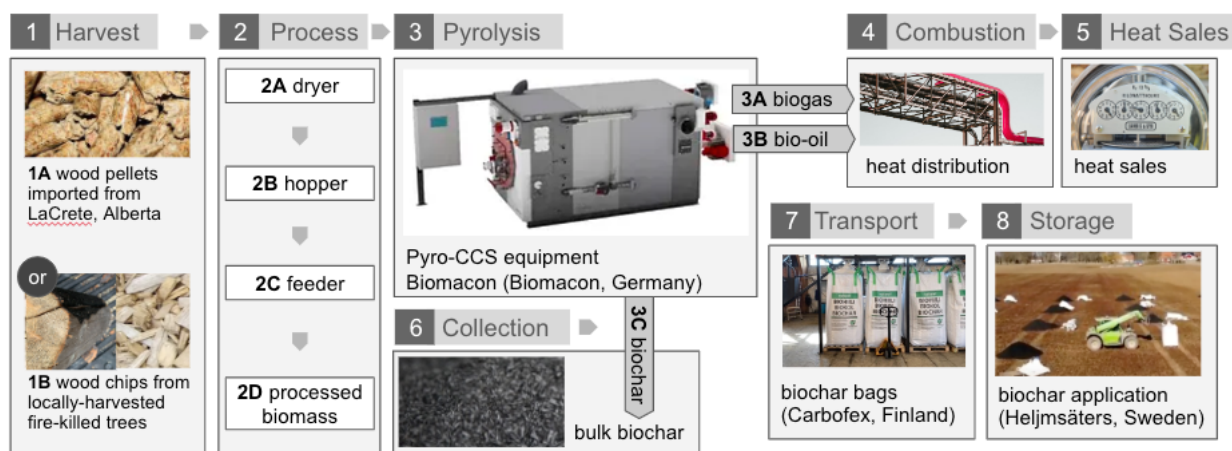 1 Harvest
1A wood pellets
imported from
LaCrete, Alberta
or
1B wood chips from
locally-harvested
fire-killed trees
2 Process
2A dryer
2B hopper
2C feeder
2D processed
biomass
3 Pyrolysis
Pyro-CCS equipment
Biomacon (Biomacon, Germany)
3A biogas
3B bio-oil
3C biochar
4 Combustion
heat distribution
5 Heat Sales
heat sales
6 Collection
bulk biochar
7 Transport
biochar bags
(Carbofex, Finland)
8 Storage
biochar application
(Heljmsäters, Sweden)